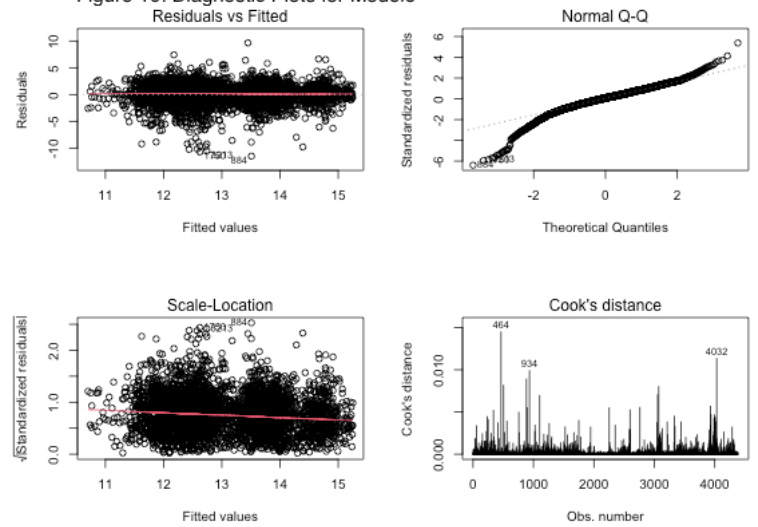 Figure 10: Diagnostic Plots for Models
Residuals vs Fitted
Residuals
10
5
0
-5
-10
884
11 12 13 14 15
Fitted values
Normal Q-Q
Standardized residuals
6
4
2
0
-2
-6
-2 0 2
Theoretical Quantiles
Scale-Location
√|Standardized residuals|
2.0
1.0
0.0
884
11 12 13 14 15
Fitted values
Cook's distance
Cook's distance
0.010
0.000
464
934
4032
0 1000 2000 3000 4000
Obs. number